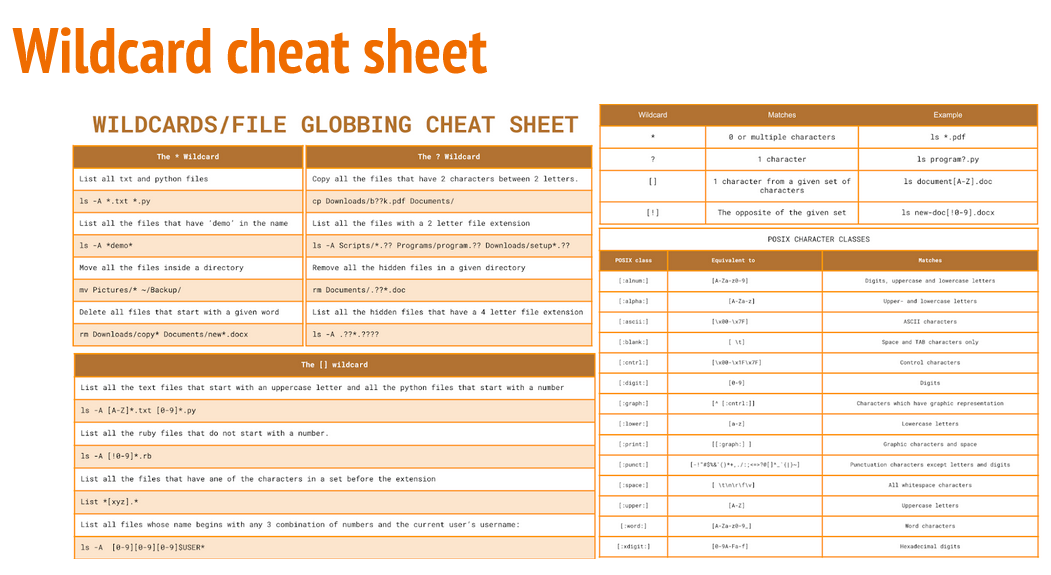 Wildcard cheat sheet
WILDCARDS/FILE GLOBBING CHEAT SHEET
The * Wildcard
List all txt and python files
ls -A *.txt *.py
List all the files that have 'demo' in the name
ls -A *demo*
Move all the files inside a directory
mv Pictures/* ~/Backup/
Delete all files that start with a given word
rm Downloads/copy* Documents/new*.docx
The ? Wildcard
Copy all the files that have 2 characters between 2 letters.
cp Downloads/b??k.pdf Documents/
List all the files with a 2 letter file extension
ls -A Scripts/*.?? Programs/program.?? Downloads/setup*.??
Remove all the hidden files in a given directory
rm Documents/.??*.doc
List all the hidden files that have a 4 letter file extension
ls -A .??*.????
The [] wildcard
List all the text files that start with an uppercase letter and all the python files that start with a number
ls -A [A-Z]*.txt [0-9]*.py
List all the ruby files that do not start with a number.
ls -A [!0-9]*.rb
List all the files that have ane of the characters in a set before the extension
List *[xyz].*
List all files whose name begins with any 3 combination of numbers and the current user's username:
ls -A [0-9][0-9][0-9]$USER*
Wildcard Matches Example
* 0 or multiple characters ls *.pdf
? 1 character ls program?.py
[] 1 character from a given set of characters ls document[A-Z].doc
[!] The opposite of the given set ls new-doc[!0-9].docx
POSIX CHARACTER CLASSES
POSIX class Equivalent to Matches
[:alnum:] [A-Za-z0-9] Digits, uppercase and lowercase letters
[:alpha:] [A-Za-z] Upper- and lowercase letters
[:ascii:] [\x00-\x7F] ASCII characters
[:blank:] [ \t] Space and TAB characters only
[:cntrl:] [\x00-\x1F\x7F] Control characters
[:digit:] [0-9] Digits
[:graph:] [^ [:cntrl:]] Characters which have graphic representation
[:lower:] [a-z] Lowercase letters
[:print:] [[:graph:] ] Graphic characters and space
[:punct:] Punctuation characters except letters and digits
[:space:] [ \t\n\r\f\v] All whitespace characters
[:upper:] [A-Z] Uppercase letters
[:word:] [A-Za-z0-9_] Word characters
[:xdigit:] [0-9A-Fa-f] Hexadecimal digits